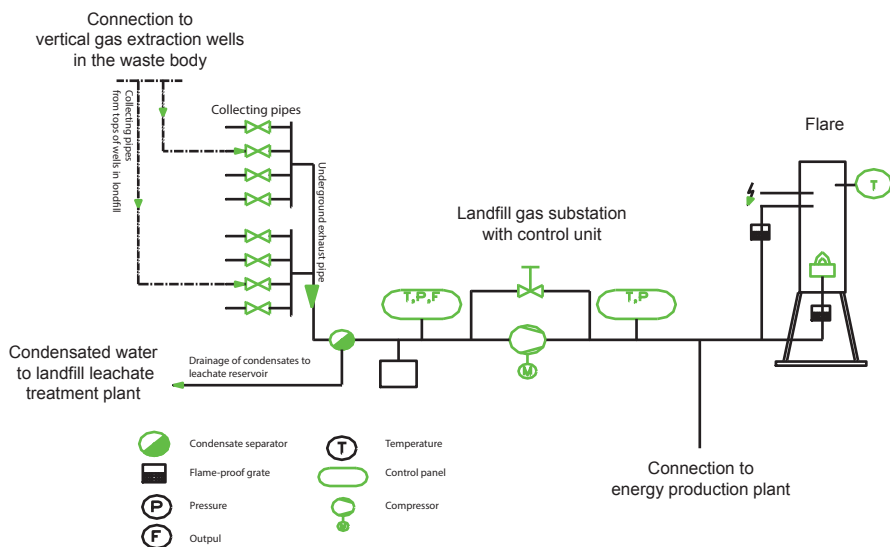 Connection to
vertical gas extraction wells
in the waste body
Collecting pipes
from tops of wells in landfill
Collecting pipes
Underground exhaust pipe
Flare
T
Landfill gas substation
with control unit
T,P,F
T,P
M
Condensated water
to landfill leachate
treatment plant
Drainage of condensates to
leachate reservoir
Connection to
energy production plant
Condensate separator
T
Temperature
Flame-proof grate
Control panel
P
Pressure
Compressor
M
F
Outpul